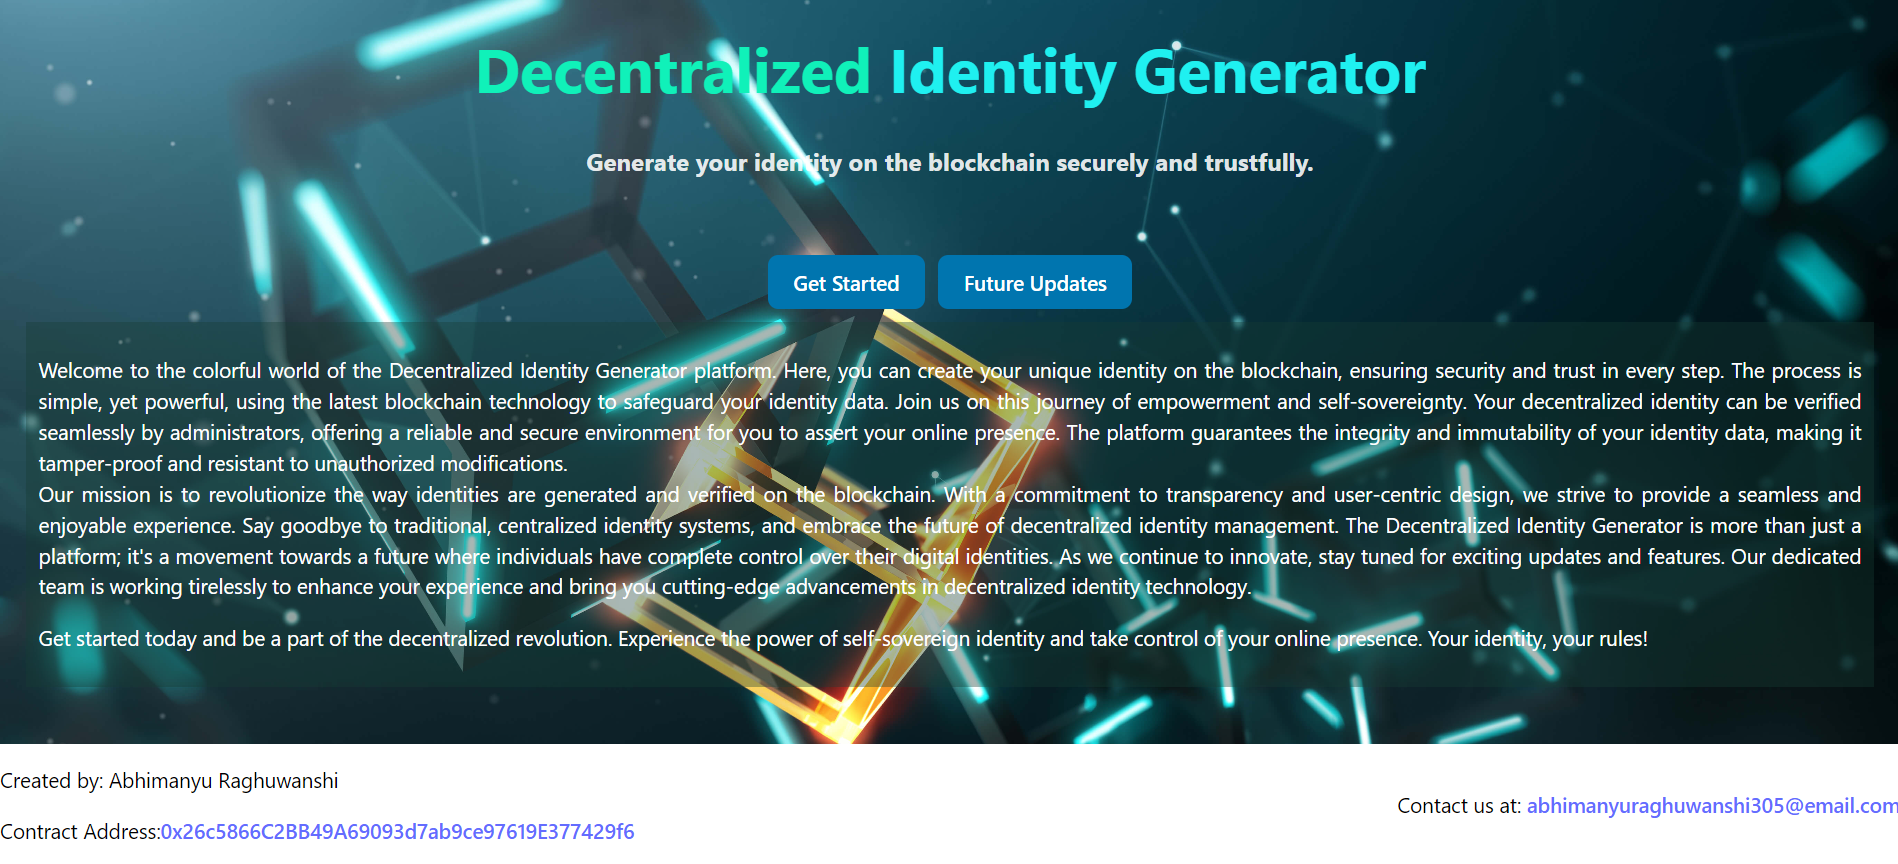 Decentralized Identity Generator
Generate your identity on the blockchain securely and trustfully.
Get Started
Future Updates
Welcome to the colorful world of the Decentralized Identity Generator platform. Here, you can create your unique identity on the blockchain, ensuring security and trust in every step. The process is
simple, yet powerful, using the latest blockchain technology to safeguard your identity data. Join us on this journey of empowerment and self-sovereignty. Your decentralized identity can be verified
seamlessly by administrators, offering a reliable and secure environment for you to assert your online presence. The platform guarantees the integrity and immutability of your identity data, making it
tamper-proof and resistant to unauthorized modifications.
Our mission is to revolutionize the way identities are generated and verified on the blockchain. With a commitment to transparency and user-centric design, we strive to provide a seamless and
enjoyable experience. Say goodbye to traditional, centralized identity systems, and embrace the future of decentralized identity management. The Decentralized Identity Generator is more than just a
platform; it's a movement towards a future where individuals have complete control over their digital identities. As we continue to innovate, stay tuned for exciting updates and features. Our dedicated
team is working tirelessly to enhance your experience and bring you cutting-edge advancements in decentralized identity technology.
Get started today and be a part of the decentralized revolution. Experience the power of self-sovereign identity and take control of your online presence. Your identity, your rules!
Created by: Abhimanyu Raghuwanshi
Contact us at: abhimanyuraghuwanshi305@email.com
Contract Address:0x26c5866C2BB49A69093d7ab9ce97619E377429f6